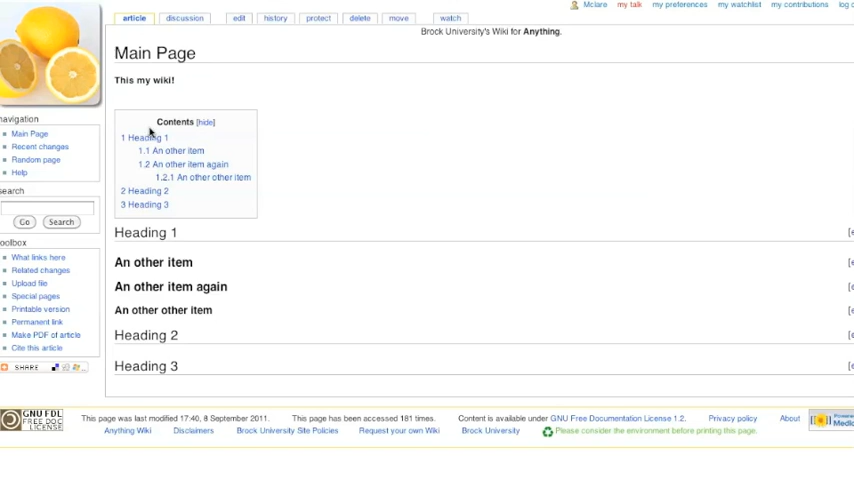 Mclare my talk my preferences my watchlist my contributions log
article discussion edit history protect delete move watch
Brock University's Wiki for Anything.
Main Page
This my wiki!
Contents [hide]
1 Heading 1
1.1 An other item
1.2 An other item again
1.2.1 An other other item
2 Heading 2
3 Heading 3
Heading 1
An other item
An other item again
An other other item
Heading 2
Heading 3
navigation
Main Page
Recent changes
Random page
Help
search
Go Search
toolbox
What links here
Related changes
Upload file
Special pages
Printable version
Permanent link
Make PDF of article
Cite this article
SHARE
GNU FDL
FREE DOC
LICENSE
This page was last modified 17:40, 8 September 2011. This page has been accessed 181 times. Content is available under GNU Free Documentation License 1.2. Privacy policy About
Anything Wiki Disclaimers Brock University Site Policies Request your own Wiki Brock University Please consider the environment before printing this page.